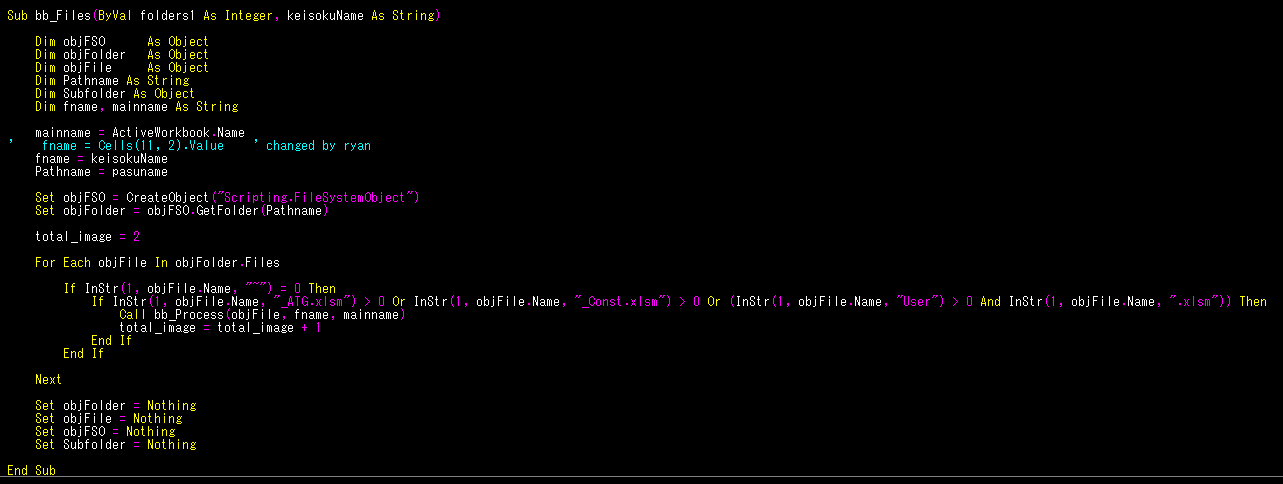 Sub bb_Files(ByVal folders1 As Integer, keisokuName As String)
Dim objFSO As Object
Dim objFolder As Object
Dim objFile As Object
Dim Pathname As String
Dim Subfolder As Object
Dim fname, mainname As String
mainname = ActiveWorkbook.Name
' fname = Cells(11, 2).Value ' changed by ryan
fname = keisokuName
Pathname = pasuname
Set objFSO = CreateObject("Scripting.FileSystemObject")
Set objFolder = objFSO.GetFolder(Pathname)
total_image = 2
For Each objFile In objFolder.Files
If InStr(1, objFile.Name, "~") = 0 Then
If InStr(1, objFile.Name, "_ATG.xlsm") > 0 Or InStr(1, objFile.Name, "_Const.xlsm") > 0 Or (InStr(1, objFile.Name, "User") > 0 And InStr(1, objFile.Name, ".xlsm")) Then
Call bb_Process(objFile, fname, mainname)
total_image = total_image + 1
End If
End If
Next
Set objFolder = Nothing
Set objFile = Nothing
Set objFSO = Nothing
Set Subfolder = Nothing
End Sub